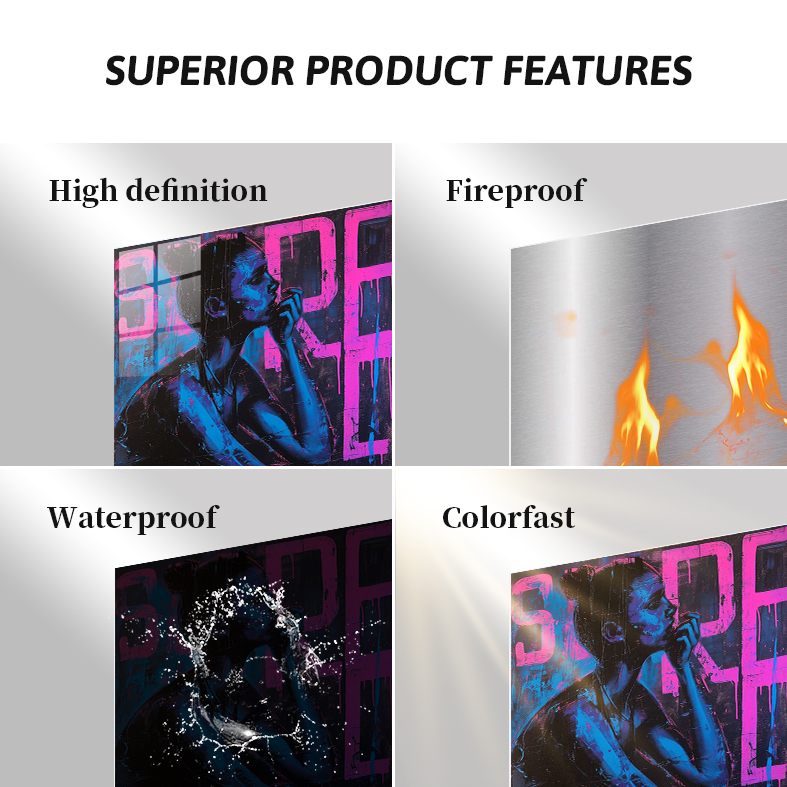 SUPERIOR PRODUCT FEATURES
High definition
Fireproof
Waterproof
Colorfast